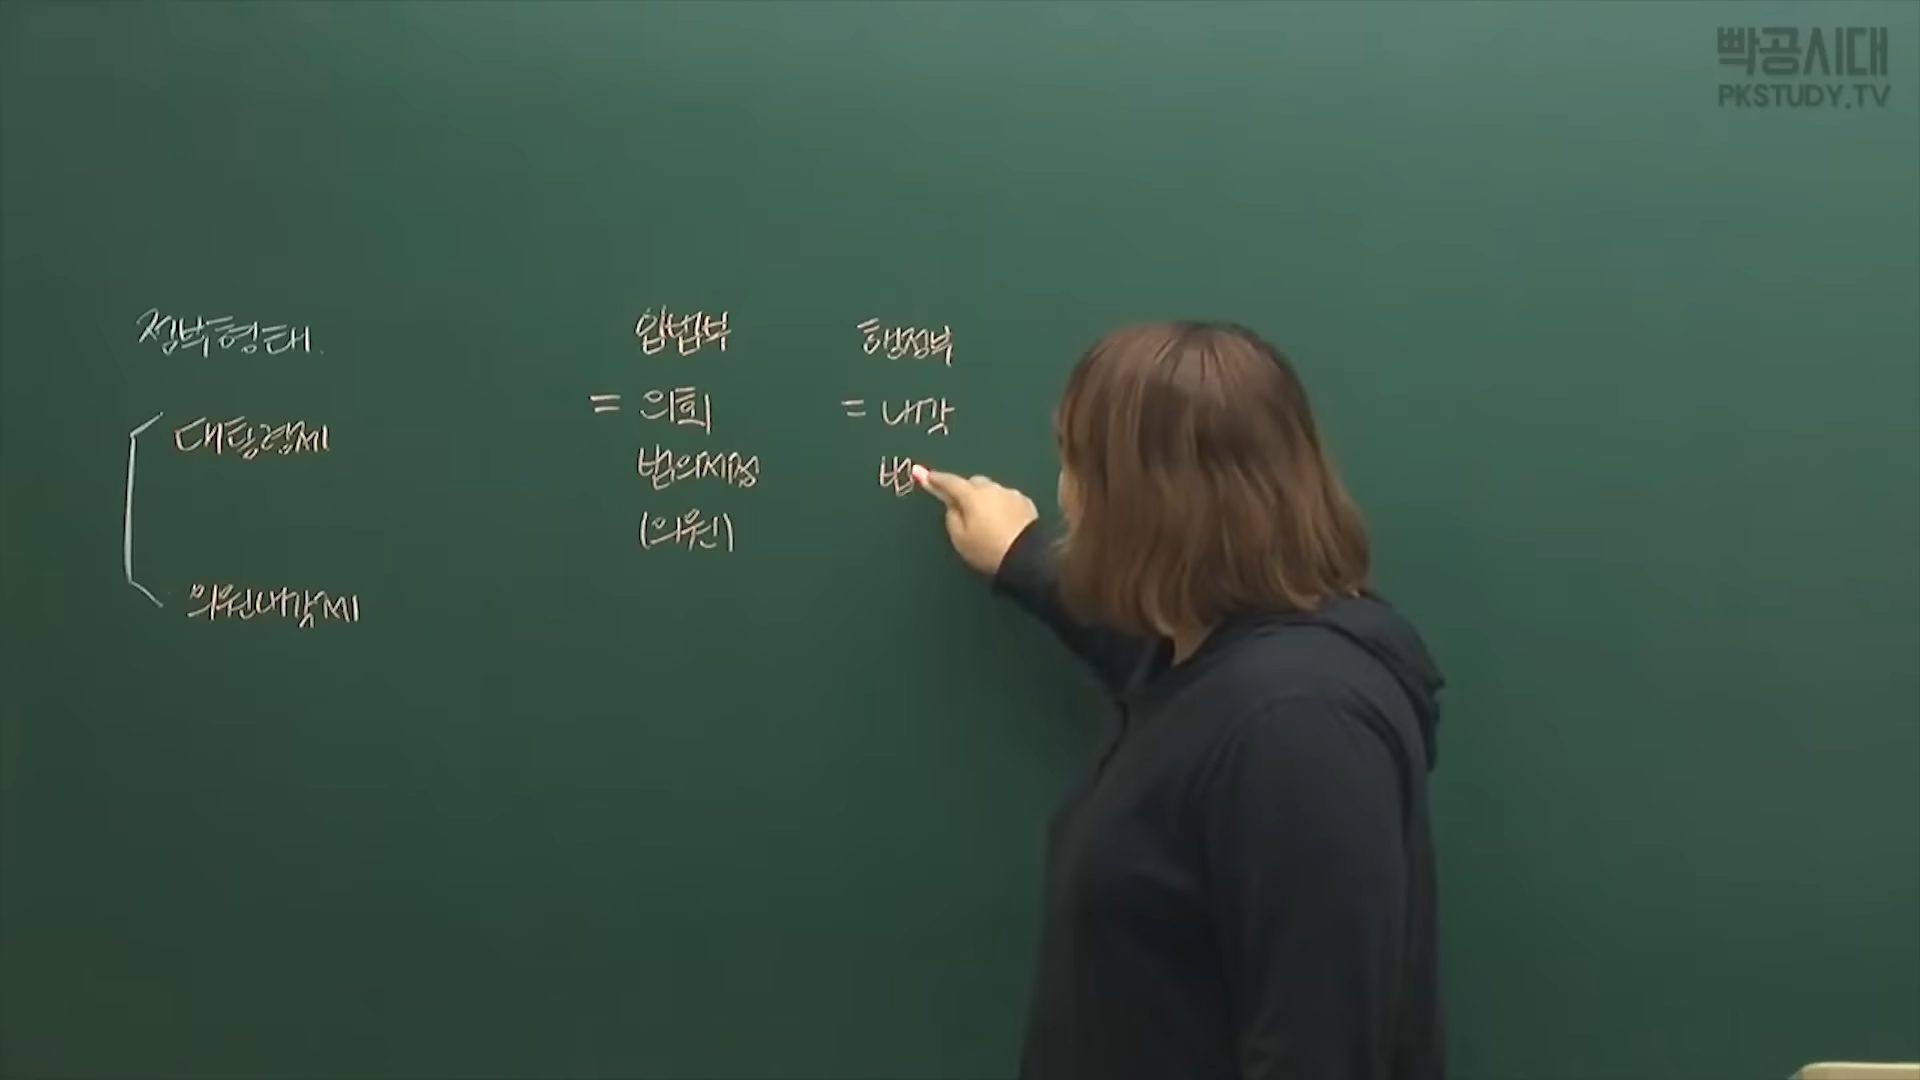 빡공시대
PKSTUDY.TV
정부형태.
대통령제
의원내각제
입법부
= 의회
법의제정
(의원)
행정부
= 내각
법